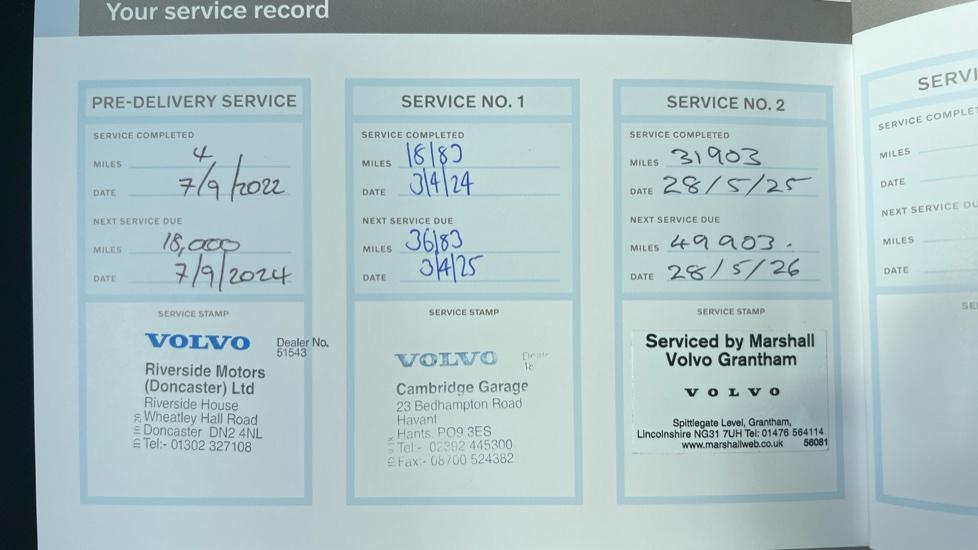 Your service record
PRE-DELIVERY SERVICE
SERVICE COMPLETED
MILES 4
DATE 7/9/2022
NEXT SERVICE DUE
MILES 18,000
DATE 7/9/2024
SERVICE STAMP
VOLVO
Dealer No.
51543
Riverside Motors
(Doncaster) Ltd
Riverside House
Wheatley Hall Road
Doncaster DN2 4NL
Tel:- 01302 327108
SERVICE NO. 1
SERVICE COMPLETED
MILES 18183
DATE 3/4/24
NEXT SERVICE DUE
MILES 36183
DATE 3/4/25
SERVICE STAMP
VOLVO
Cambridge Garage
23 Bedhampton Road
Havant
Hants. PO9 3ES
Tel:- 02392 445300
Fax:- 08700 524382
SERVICE NO. 2
SERVICE COMPLETED
MILES 31903
DATE 28/5/25
NEXT SERVICE DUE
MILES 49903.
DATE 28/5/26
SERVICE STAMP
Serviced by Marshall
Volvo Grantham
VOLVO
Spittlegate Level, Grantham,
Lincolnshire NG31 7UH Tel: 01476 564114
www.marshallweb.co.uk 56081
SERVI
SERVICE COMPLETE
MILES
DATE
NEXT SERVICE DU
MILES
DATE
SE